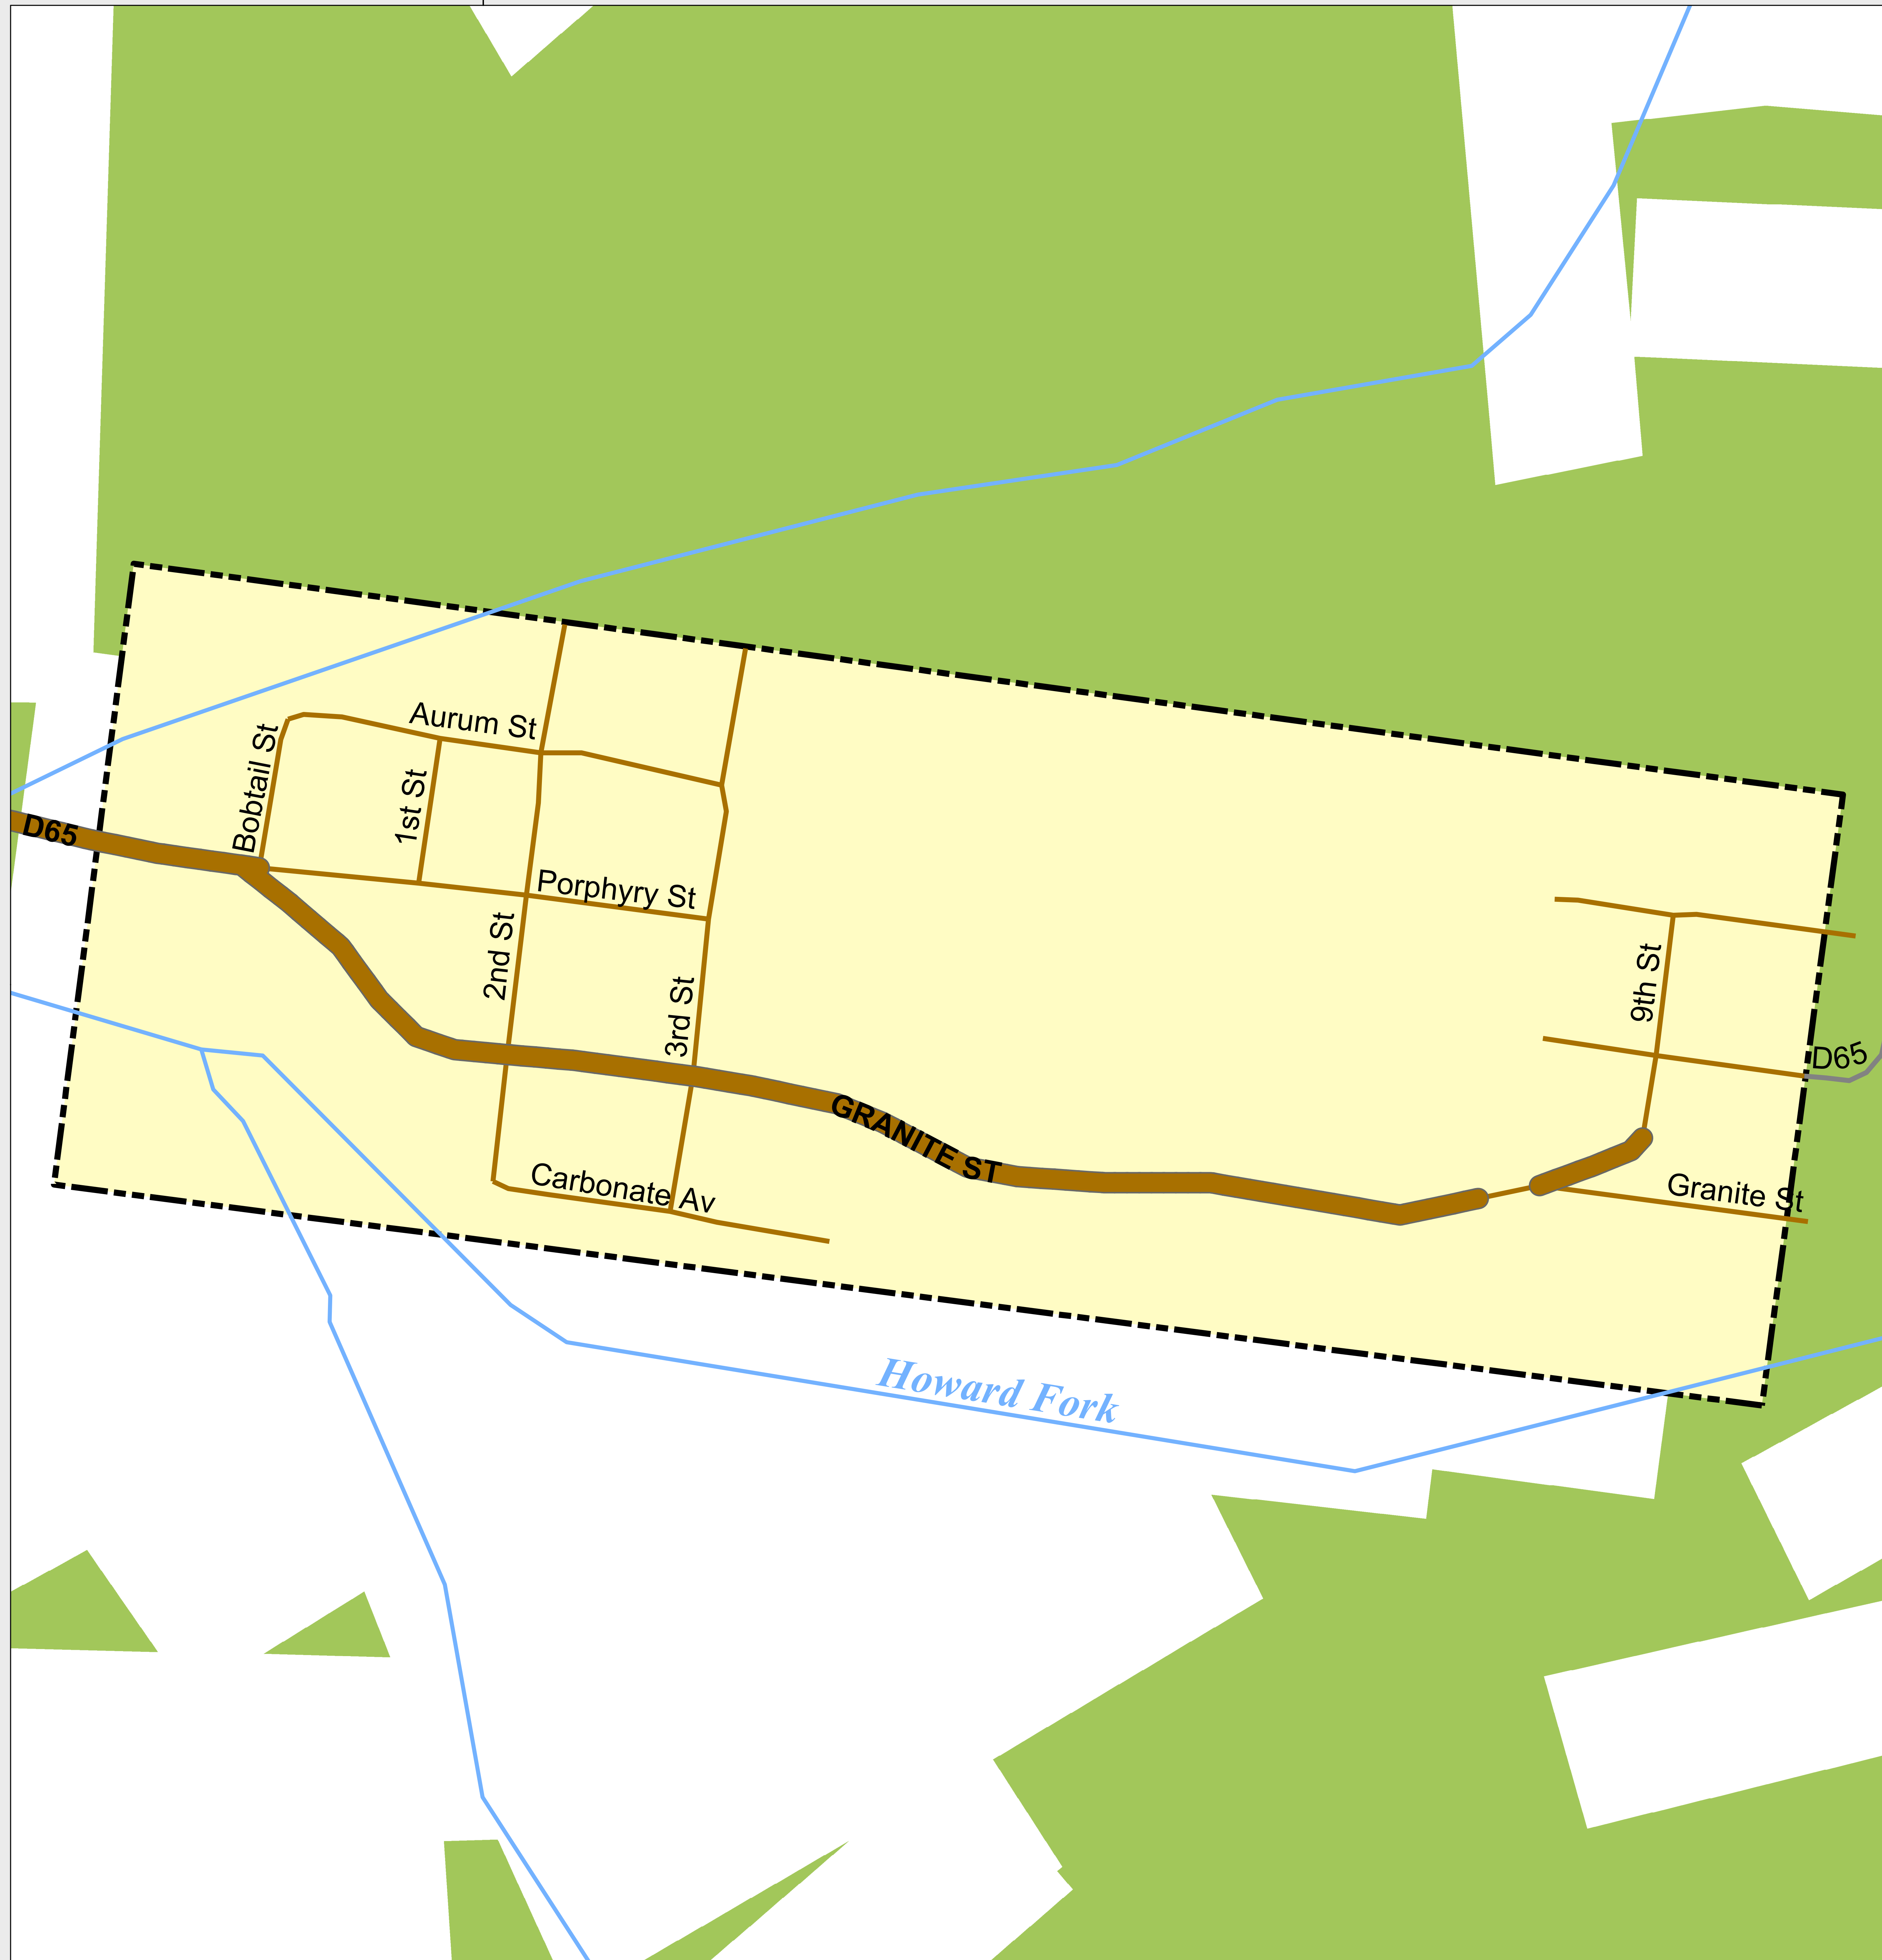 Aurum St
Bobtail St
1st St
D65
Porphyry St
2nd St
9th St
3rd St
D65
GRANITE ST
Carbonate Av
Granite St
Howard Fork